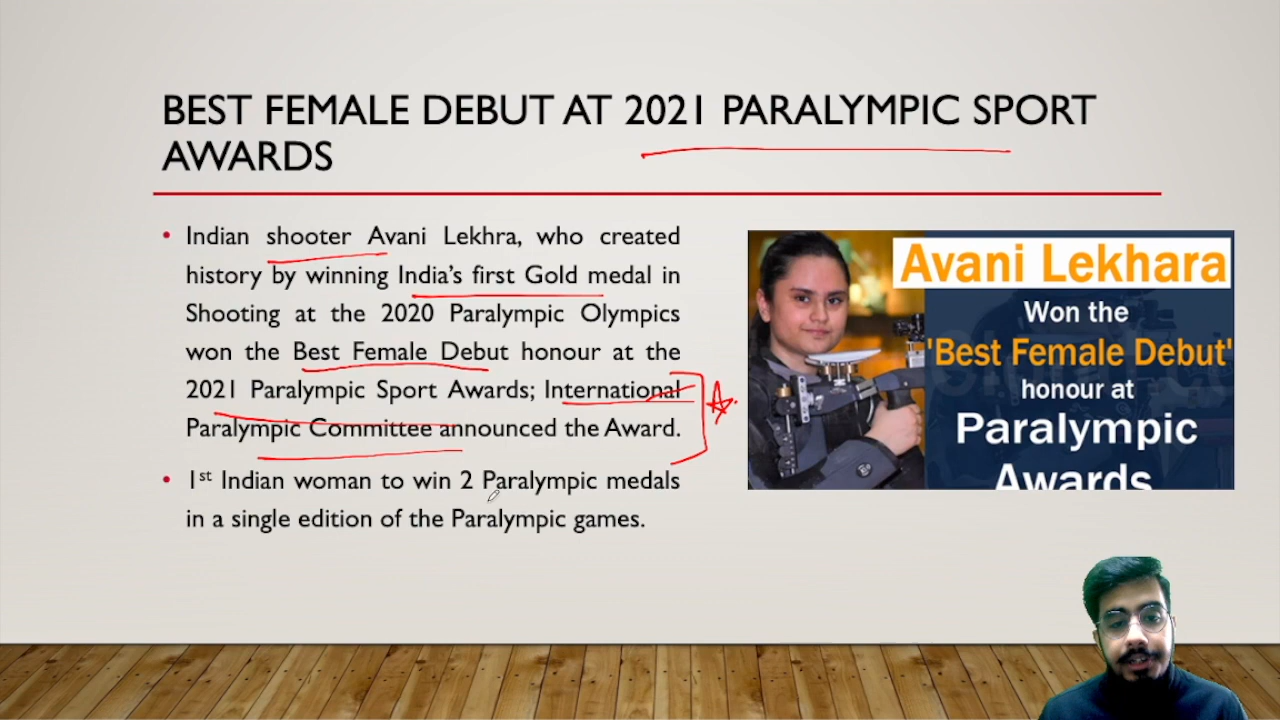 BEST FEMALE DEBUT AT 2021 PARALYMPIC SPORT
AWARDS
• Indian shooter Avani Lekhra, who created
history by winning India’s first Gold medal in
Shooting at the 2020 Paralympic Olympics
won the Best Female Debut honour at the
2021 Paralympic Sport Awards; International
Paralympic Committee announced the Award.
• 1st Indian woman to win 2 Paralympic medals
in a single edition of the Paralympic games.
Avani Lekhara
Won the
'Best Female Debut'
honour at
Paralympic
Awards